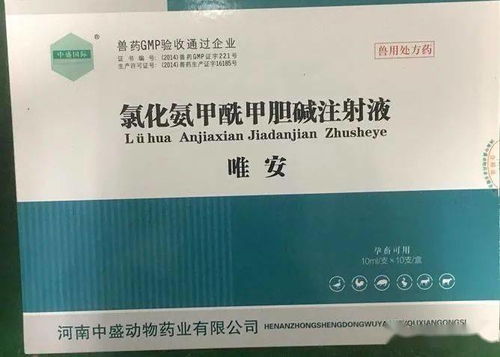 中盛国际
兽药GMP验收通过企业
证书编号：(2014)兽药GMP证字221号
生产许可证号：(2014)兽药生产证字16185号
兽用处方药
氯化氨甲酰甲胆碱注射液
Lü hua Anjiaxian Jiadanjian Zhusheye
唯安
孕畜可用
10ml/支×10支/盒
河南中盛动物药业有限公司
HENANZHONGSHENGDONGWUYA